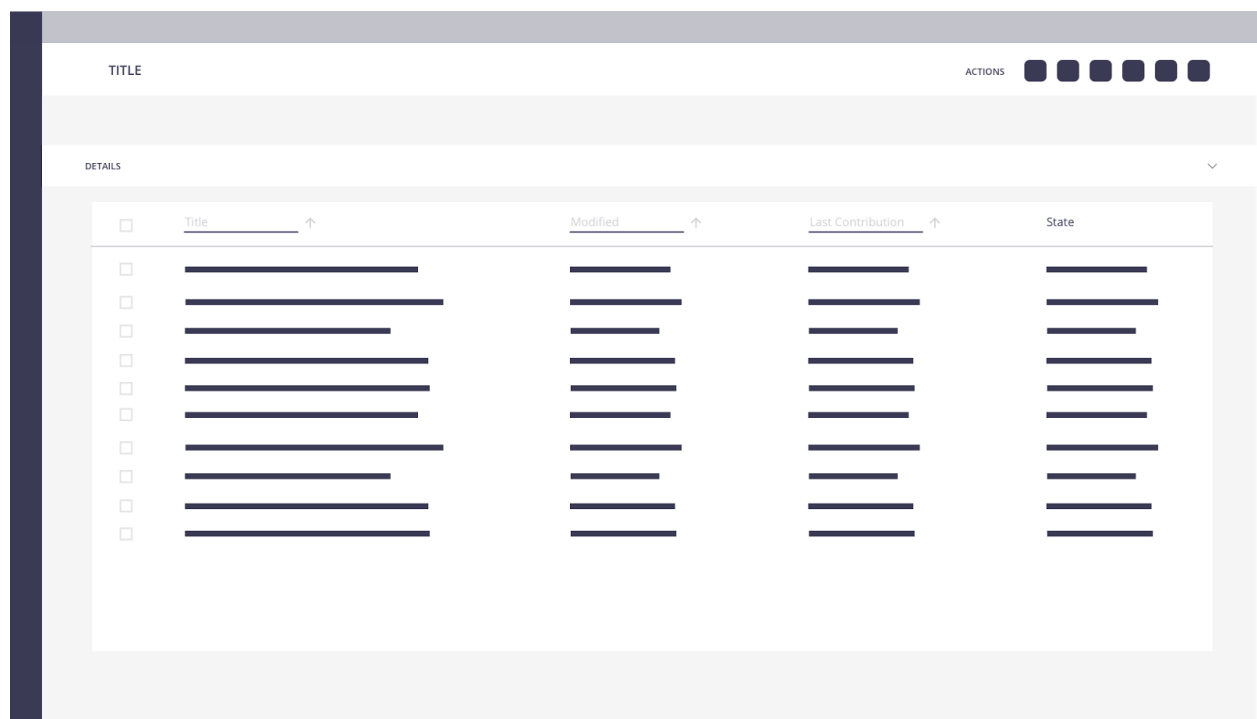 TITLE
ACTIONS
DETAILS
Title
Modified
Last Contribution
State